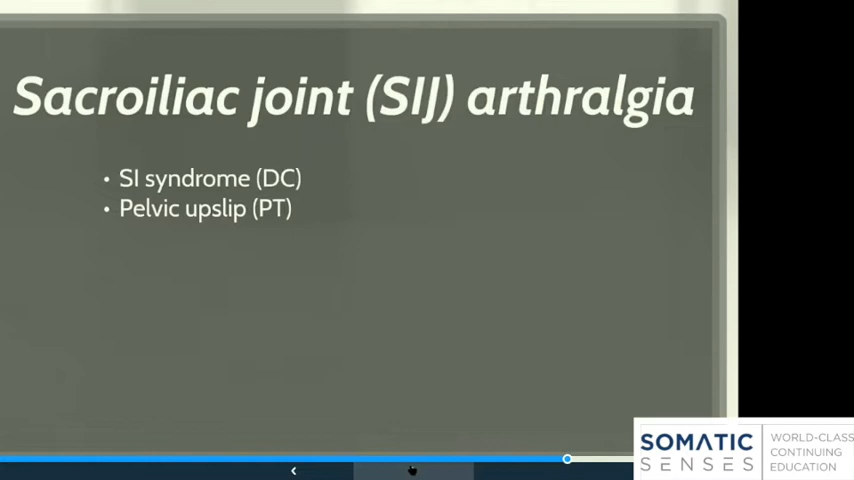 Sacroiliac joint (SIJ) arthralgia
• SI syndrome (DC)
• Pelvic upslip (PT)
SOMATIC
SENSES
WORLD-CLASS
CONTINUING
EDUCATION